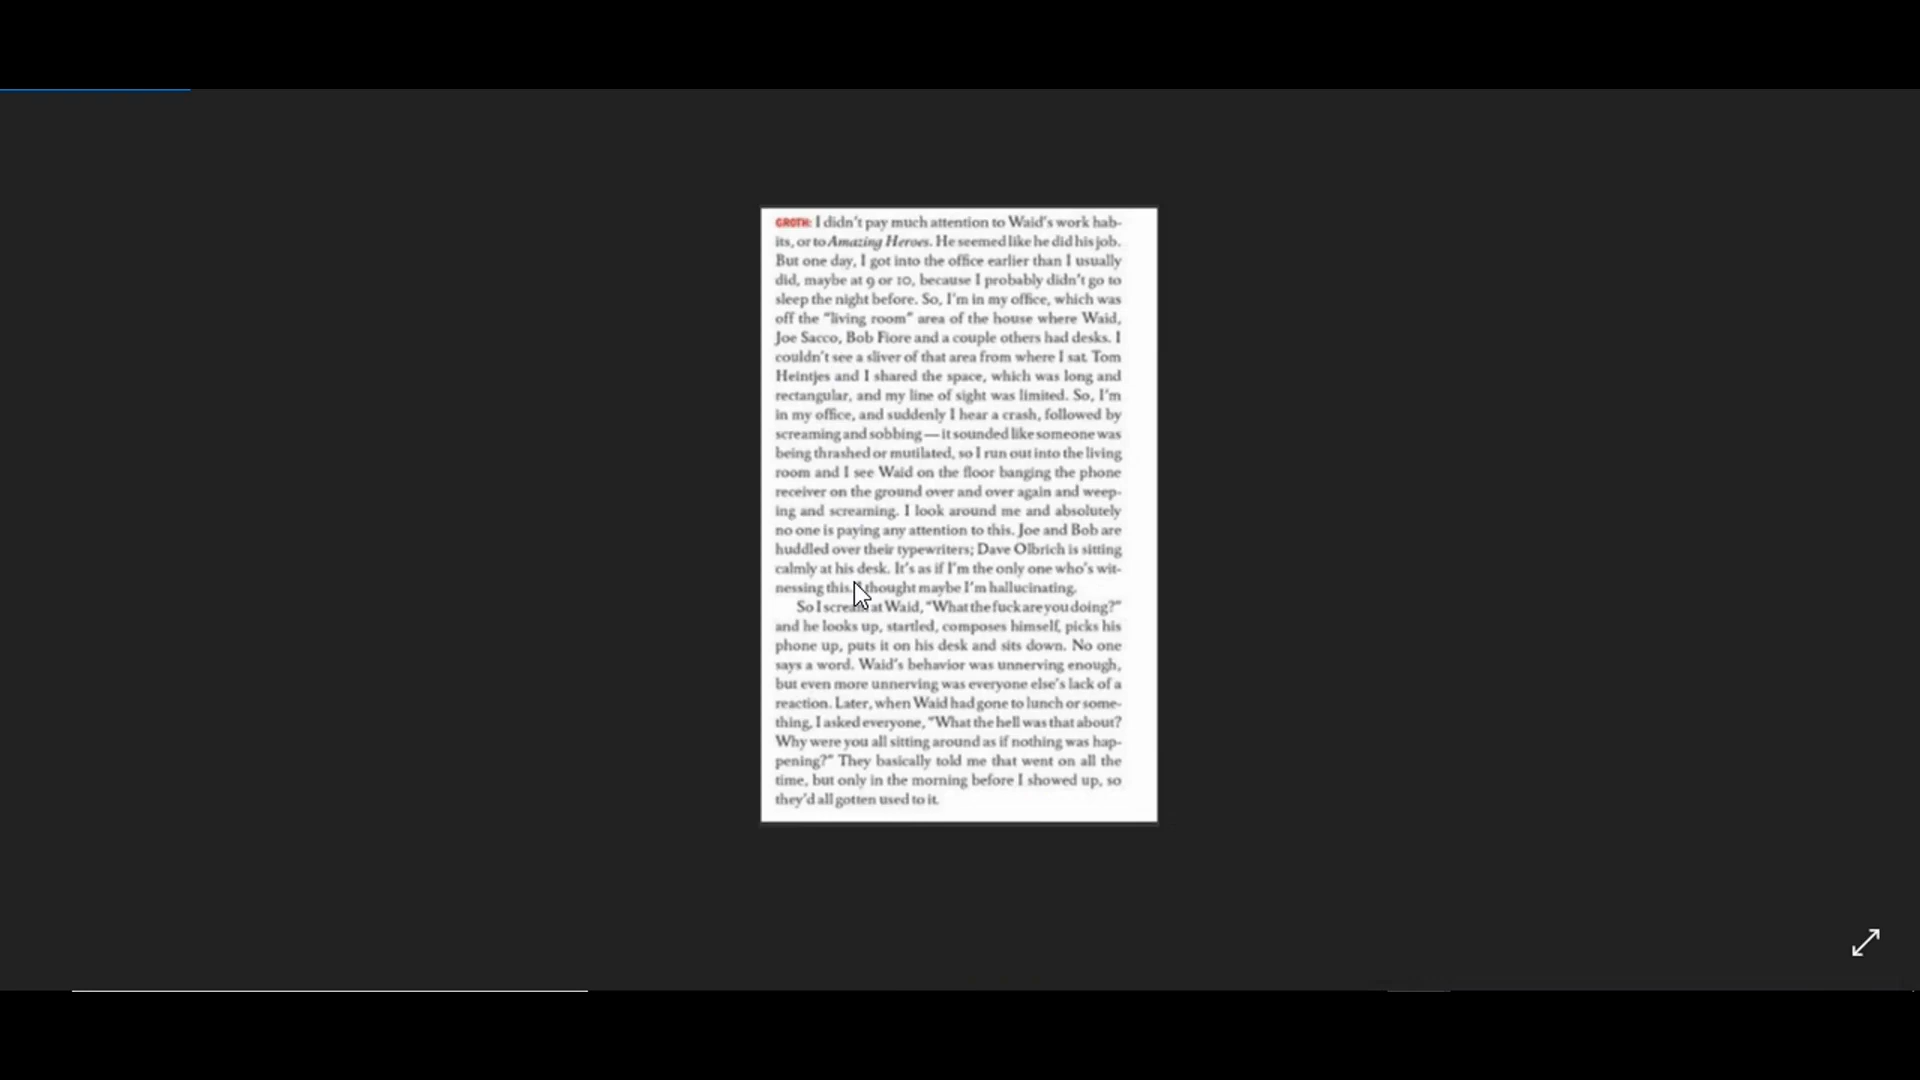 GROTH: I didn't pay much attention to Waid's work hab-
its, or to Amazing Heroes. He seemed like he did his job.
But one day, I got into the office earlier than I usually
did, maybe at 9 or 10, because I probably didn't go to
sleep the night before. So, I'm in my office, which was
off the "living room" area of the house where Waid,
Joe Sacco, Bob Fiore and a couple others had desks. I
couldn't see a sliver of that area from where I sat. Tom
Heintjes and I shared the space, which was long and
rectangular, and my line of sight was limited. So, I'm
in my office, and suddenly I hear a crash, followed by
screaming and sobbing — it sounded like someone was
being thrashed or mutilated, so I run out into the living
room and I see Waid on the floor banging the phone
receiver on the ground over and over again and weep-
ing and screaming. I look around me and absolutely
no one is paying any attention to this. Joe and Bob are
huddled over their typewriters; Dave Olbrich is sitting
calmly at his desk. It's as if I'm the only one who's wit-
nessing this. I thought maybe I'm hallucinating.
So I scream at Waid, "What the fuck are you doing?"
and he looks up, startled, composes himself, picks his
phone up, puts it on his desk and sits down. No one
says a word. Waid's behavior was unnerving enough,
but even more unnerving was everyone else's lack of a
reaction. Later, when Waid had gone to lunch or some-
thing, I asked everyone, "What the hell was that about?
Why were you all sitting around as if nothing was hap-
pening?" They basically told me that went on all the
time, but only in the morning before I showed up, so
they'd all gotten used to it.